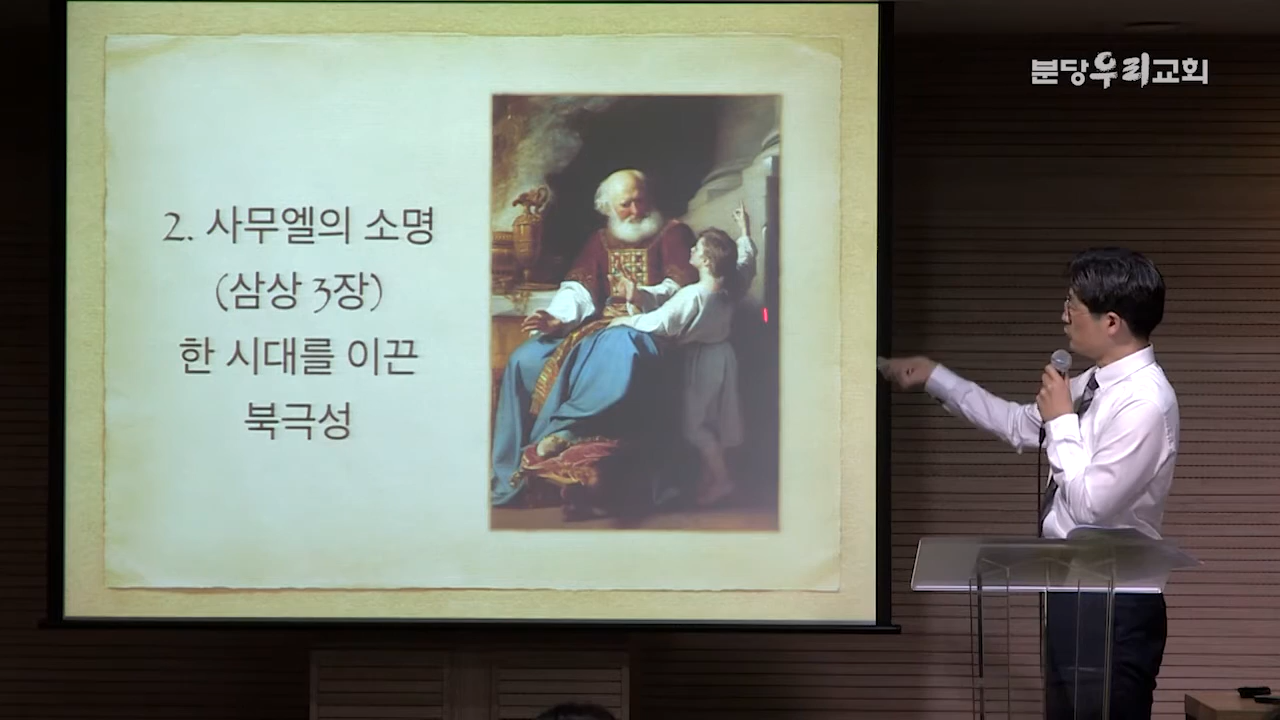 분당우리교회
2. 사무엘의 소명
(삼상 3장)
한 시대를 이끈
북극성